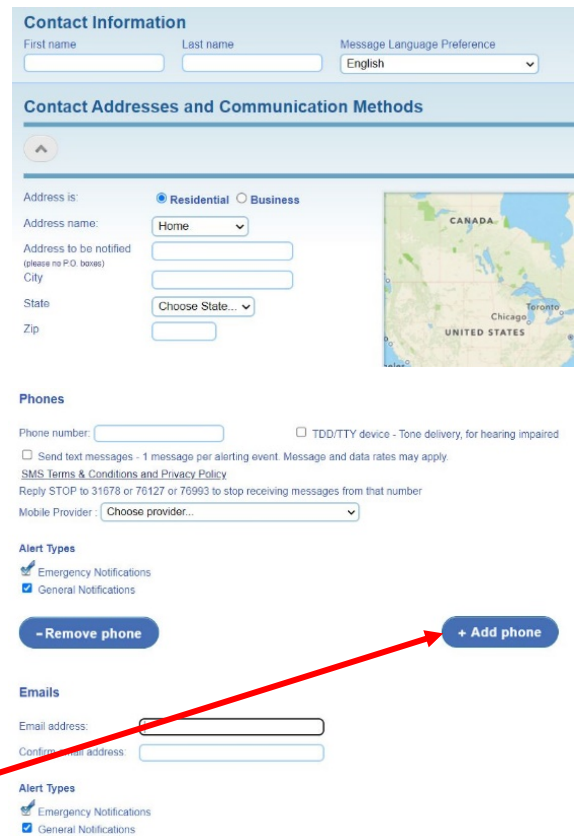 Contact Information
First name Last name Message Language Preference
English
Contact Addresses and Communication Methods
Address is: Residential Business
Address name: Home
Address to be notified
(please no P.O. boxes)
City
State Choose State...
Zip
CANADA
Toronto
Chicago
UNITED STATES
Phones
Phone number: TDD/TTY device - Tone delivery, for hearing impaired
Send text messages - 1 message per alerting event. Message and data rates may apply.
SMS Terms & Conditions and Privacy Policy
Reply STOP to 31678 or 76127 or 76993 to stop receiving messages from that number
Mobile Provider : Choose provider...
Alert Types
Emergency Notifications
General Notifications
- Remove phone + Add phone
Emails
Email address:
Confirm email address:
Alert Types
Emergency Notifications
General Notifications